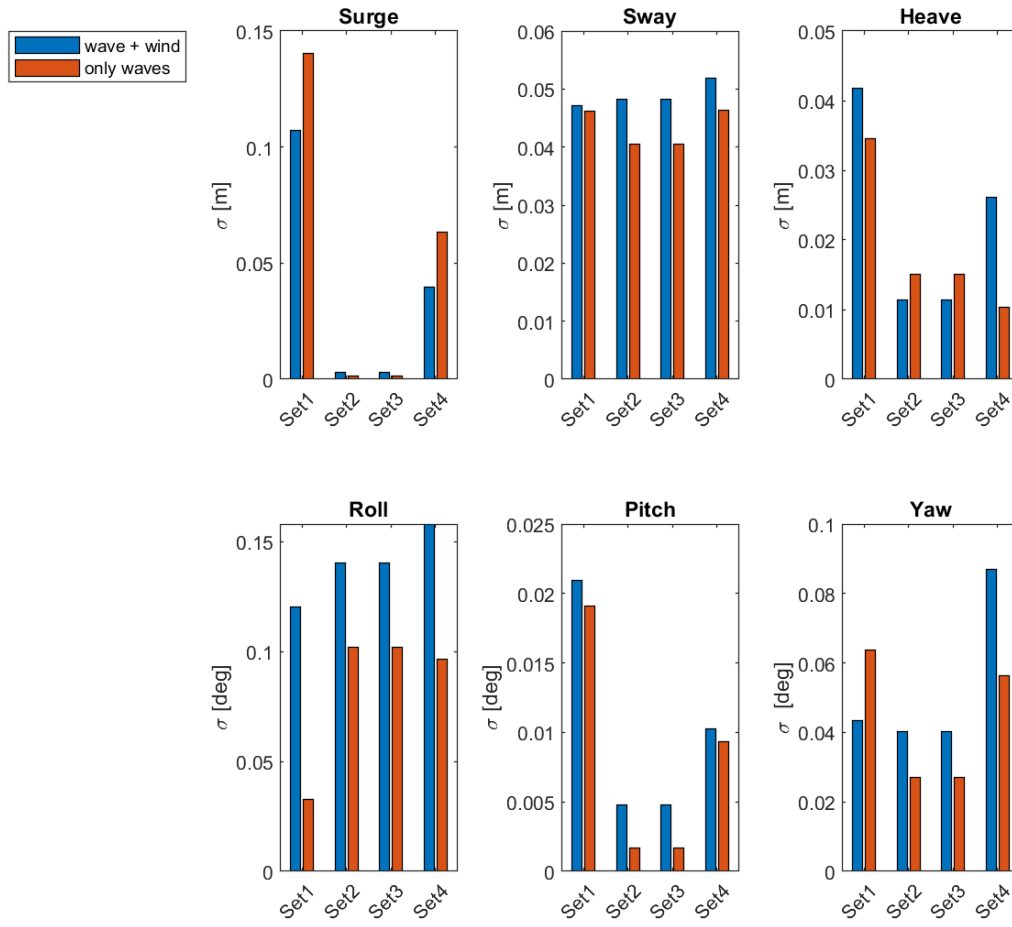 wave + wind
only waves
Surge
0.15
0.1
0.05
0
σ [m]
Set1
Set2
Set3
Set4
Sway
0.06
0.05
0.04
0.03
0.02
0.01
0
σ [m]
Set1
Set2
Set3
Set4
Heave
0.05
0.04
0.03
0.02
0.01
0
σ [m]
Set1
Set2
Set3
Set4
Roll
0.15
0.1
0.05
0
σ [deg]
Set1
Set2
Set3
Set4
Pitch
0.025
0.02
0.015
0.01
0.005
0
σ [deg]
Set1
Set2
Set3
Set4
Yaw
0.1
0.08
0.06
0.04
0.02
0
σ [deg]
Set1
Set2
Set3
Set4